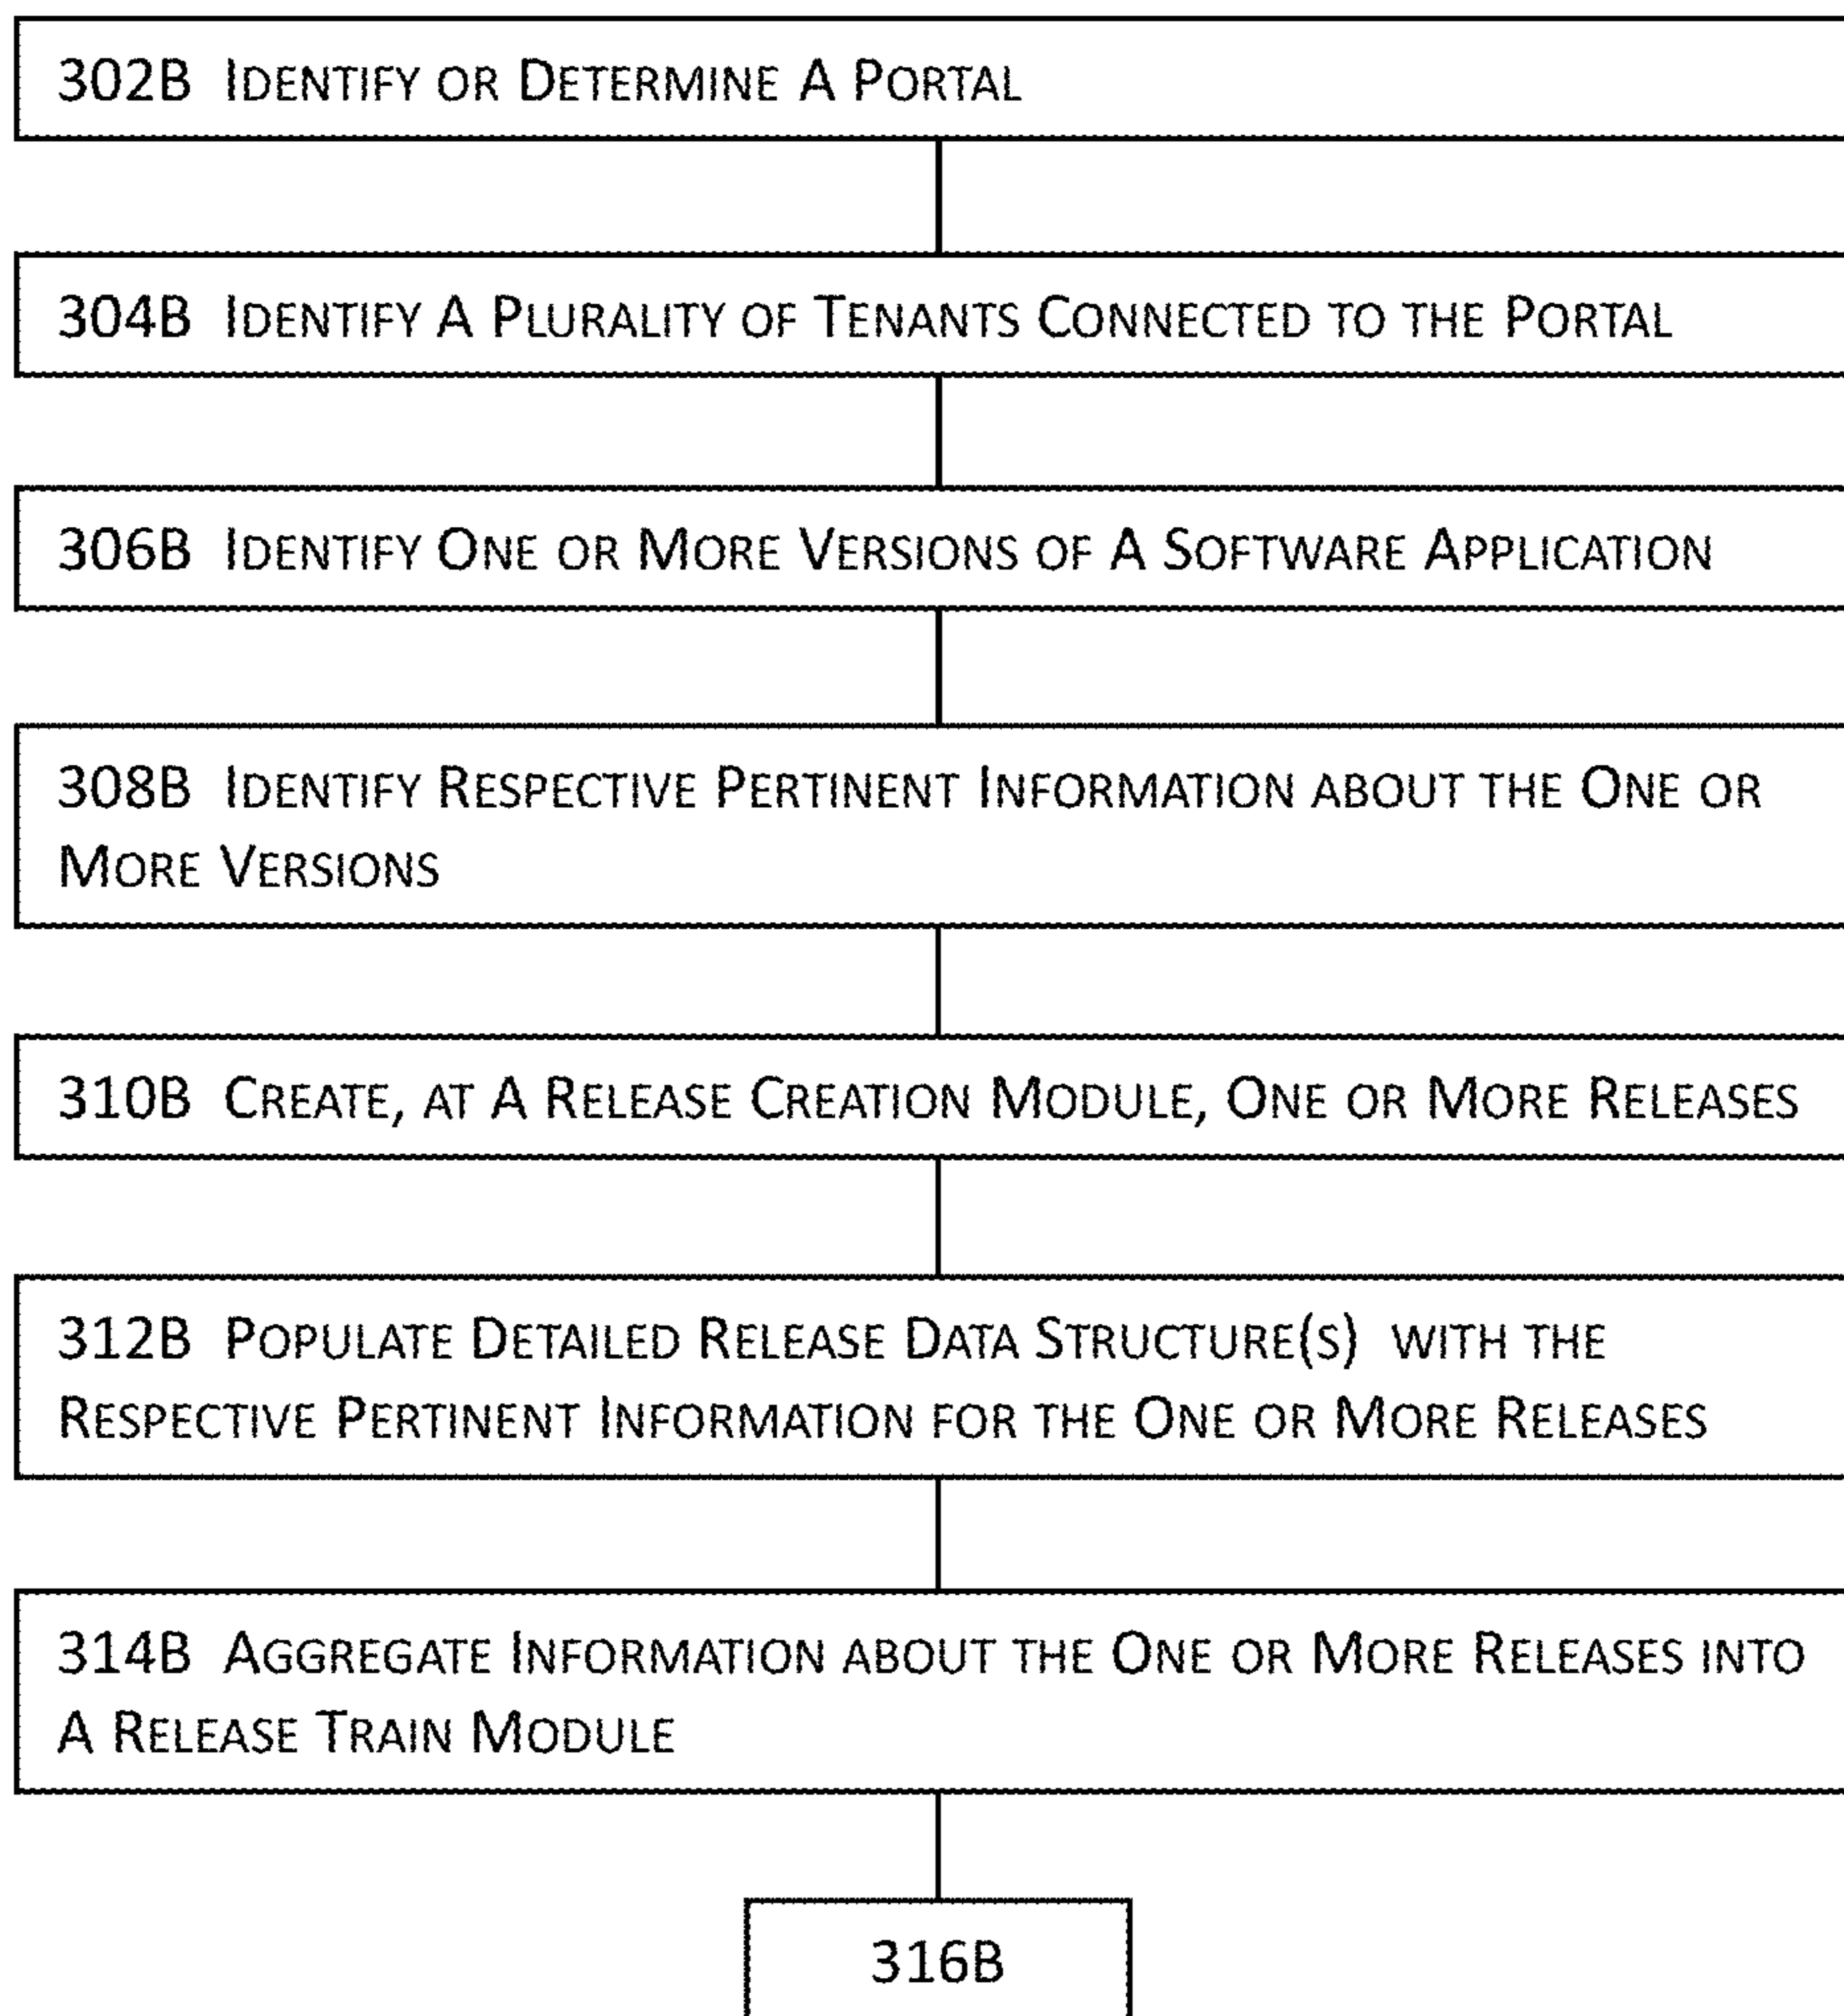 302B Identify or Determine A Portal
304B Identify A Plurality of Tenants Connected to the Portal
306B Identify One or More Versions of A Software Application
308B Identify Respective Pertinent Information about the One or
More Versions
310B Create, at A Release Creation Module, One or More Releases
312B Populate Detailed Release Data Structure(s) with the
Respective Pertinent Information for the One or More Releases
314B Aggregate Information about the One or More Releases into
A Release Train Module
316B